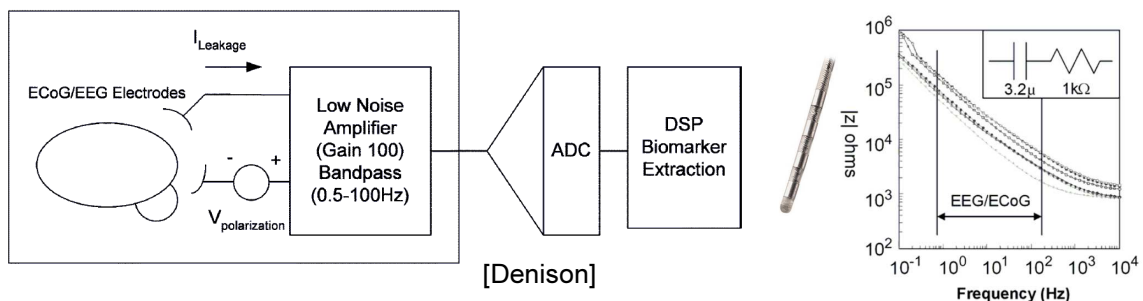 I Leakage
ECoG/EEG Electrodes
- +
V polarization
Low Noise
Amplifier
(Gain 100)
Bandpass
(0.5-100Hz)
ADC
DSP
Biomarker
Extraction
[Denison]
|z| ohms
10^6
10^5
10^4
10^3
10^2
3.2μ 1kΩ
EEG/ECoG
10^-1 10^0 10^1 10^2 10^3 10^4
Frequency (Hz)